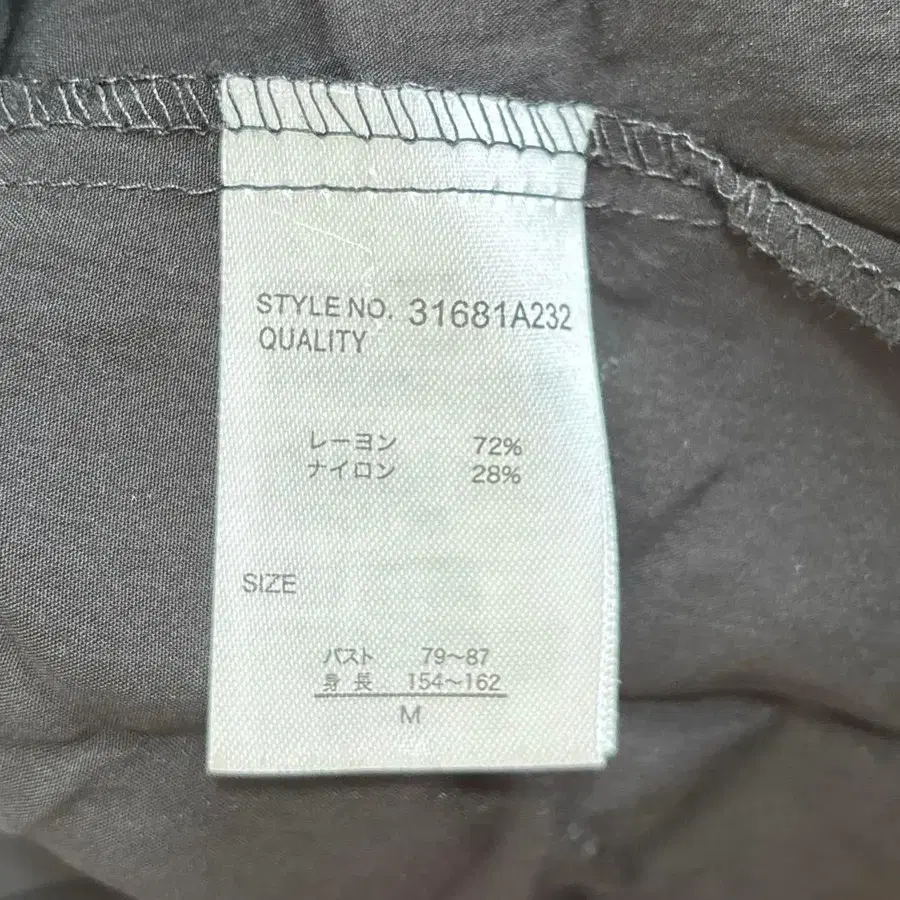 STYLE NO. 31681A232
QUALITY
レーヨン 72%
ナイロン 28%
SIZE
バスト 79〜87
身長 154〜162
M